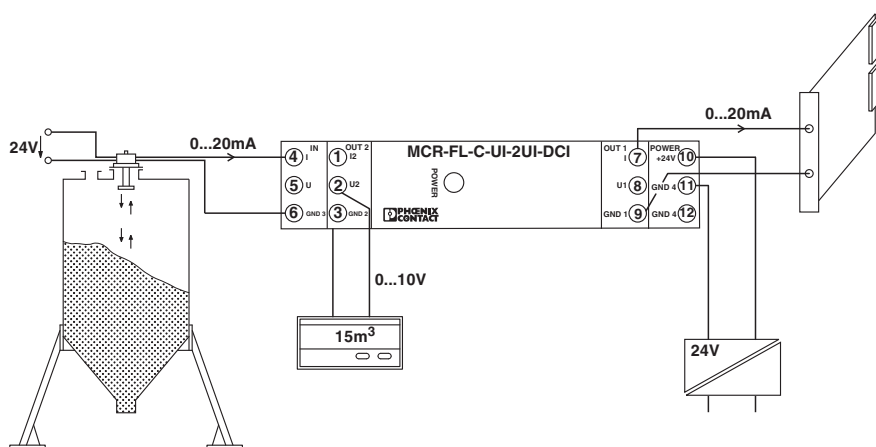 24V
0...20mA
IN
4 I
5 U
6 GND 3
OUT 2
1 I2
2 U2
3 GND 2
MCR-FL-C-UI-2UI-DCI
POWER
PHŒNIX
CONTACT
OUT 1
I 7
U1 8
GND 1 9
POWER
+24V 10
GND 4 11
GND 4 12
0...20mA
0...10V
15m³
24V